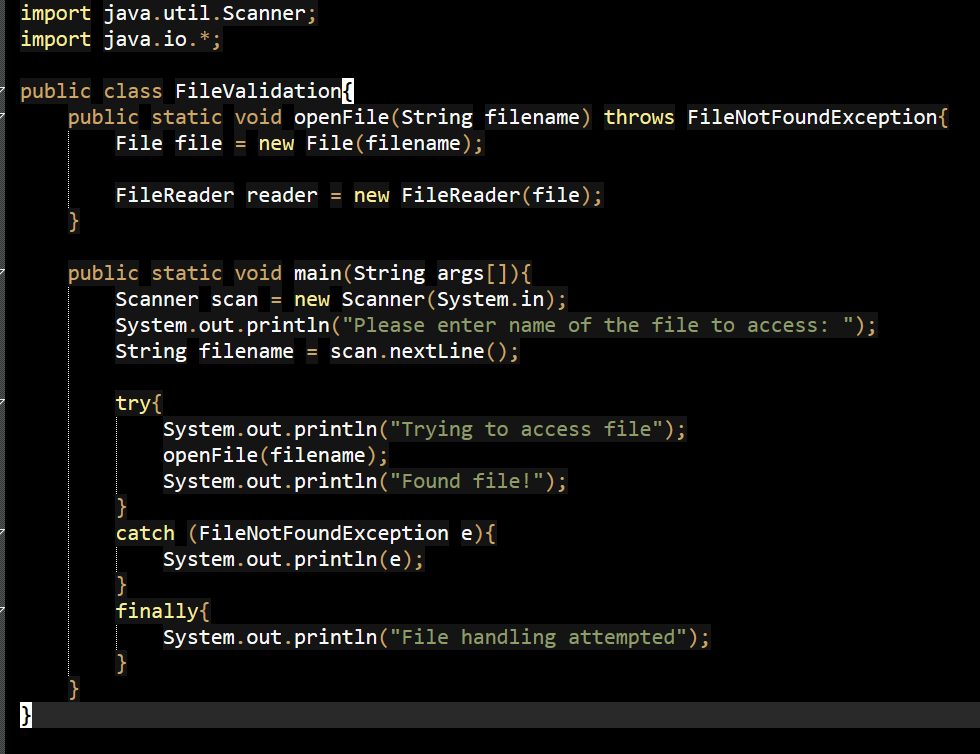 import java.util.Scanner;
import java.io.*;

public class FileValidation{
    public static void openFile(String filename) throws FileNotFoundException{
        File file = new File(filename);

        FileReader reader = new FileReader(file);
    }

    public static void main(String args[]){
        Scanner scan = new Scanner(System.in);
        System.out.println("Please enter name of the file to access: ");
        String filename = scan.nextLine();

        try{
            System.out.println("Trying to access file");
            openFile(filename);
            System.out.println("Found file!");
        }
        catch (FileNotFoundException e){
            System.out.println(e);
        }
        finally{
            System.out.println("File handling attempted");
        }
    }
}